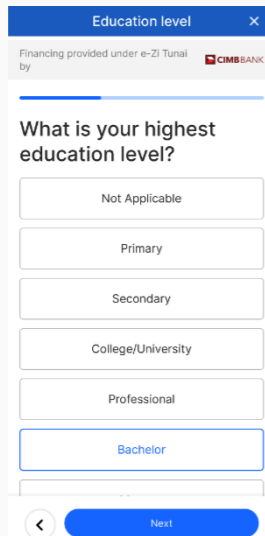 Education level
Financing provided under e-Zi Tunai
by
CIMB BANK
What is your highest
education level?
Not Applicable
Primary
Secondary
College/University
Professional
Bachelor
Next